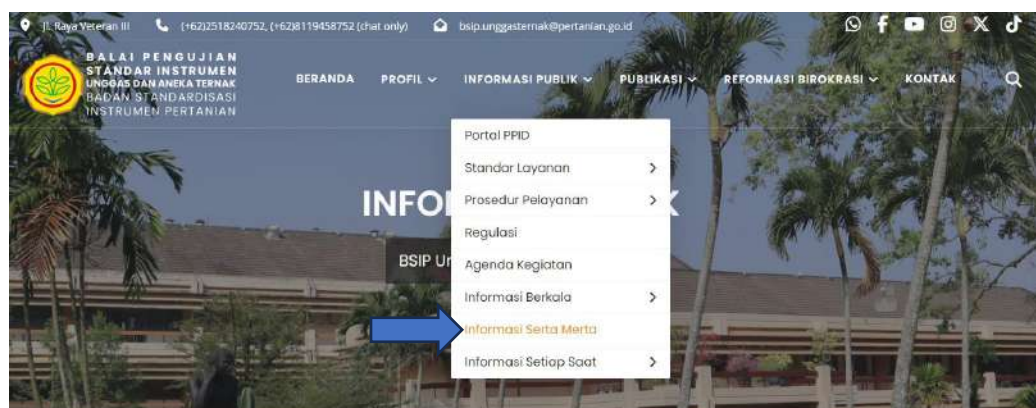 Jl. Raya Veteran III (+62)2518240752, (+62)8119458752 (chat only) bsip.unggasternak@pertanian.go.id
BALAI PENGUJIAN
STANDAR INSTRUMEN
UNGGAS DAN ANEKA TERNAK
BADAN STANDARDISASI
INSTRUMEN PERTANIAN
BERANDA PROFIL INFORMASI PUBLIK PUBLIKASI REFORMASI BIROKRASI KONTAK
Portal PPID
Standar Layanan
Prosedur Pelayanan
Regulasi
Agenda Kegiatan
Informasi Berkala
Informasi Serta Merta
Informasi Setiap Saat
INFO K
BSIP Un